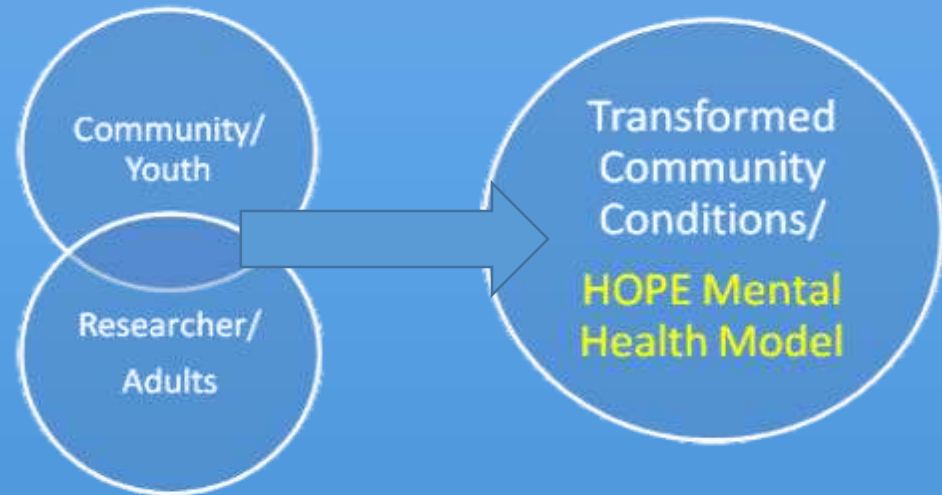 Community/
Youth
Researcher/
Adults
Transformed
Community
Conditions/
HOPE Mental
Health Model